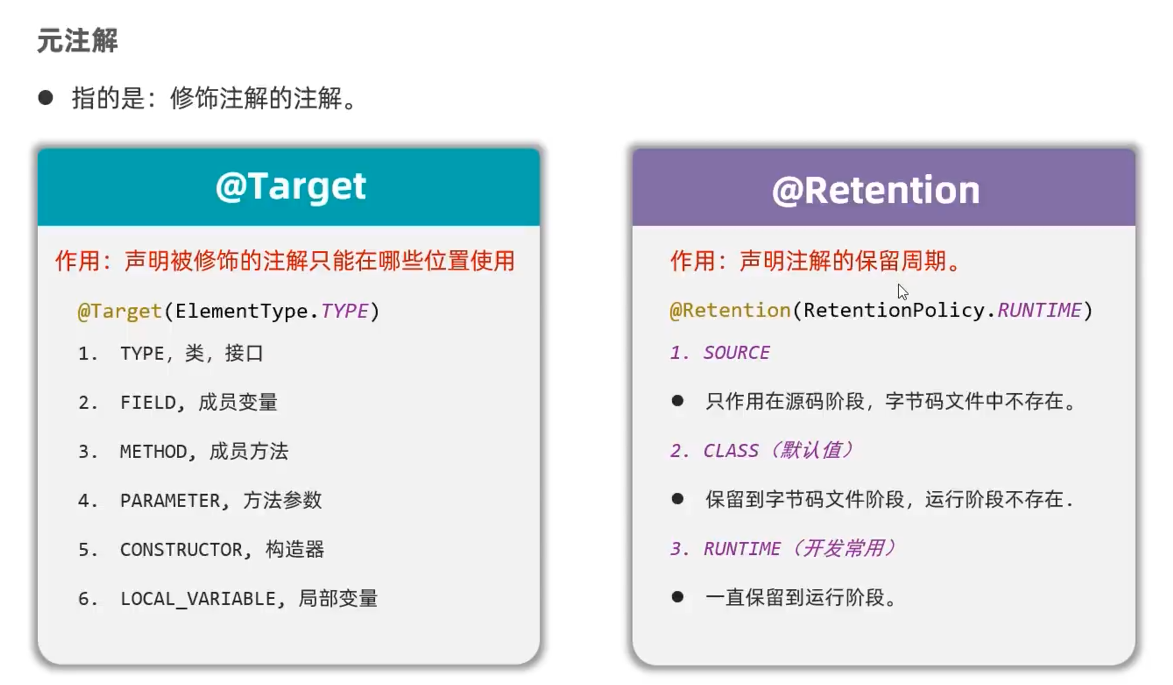 元注解
● 指的是：修饰注解的注解。
@Target
作用：声明被修饰的注解只能在哪些位置使用
@Target(ElementType.TYPE)
1. TYPE，类，接口
2. FIELD, 成员变量
3. METHOD, 成员方法
4. PARAMETER, 方法参数
5. CONSTRUCTOR, 构造器
6. LOCAL_VARIABLE, 局部变量
@Retention
作用：声明注解的保留周期。
@Retention(RetentionPolicy.RUNTIME)
1. SOURCE
● 只作用在源码阶段，字节码文件中不存在。
2. CLASS（默认值）
● 保留到字节码文件阶段，运行阶段不存在.
3. RUNTIME（开发常用）
● 一直保留到运行阶段。